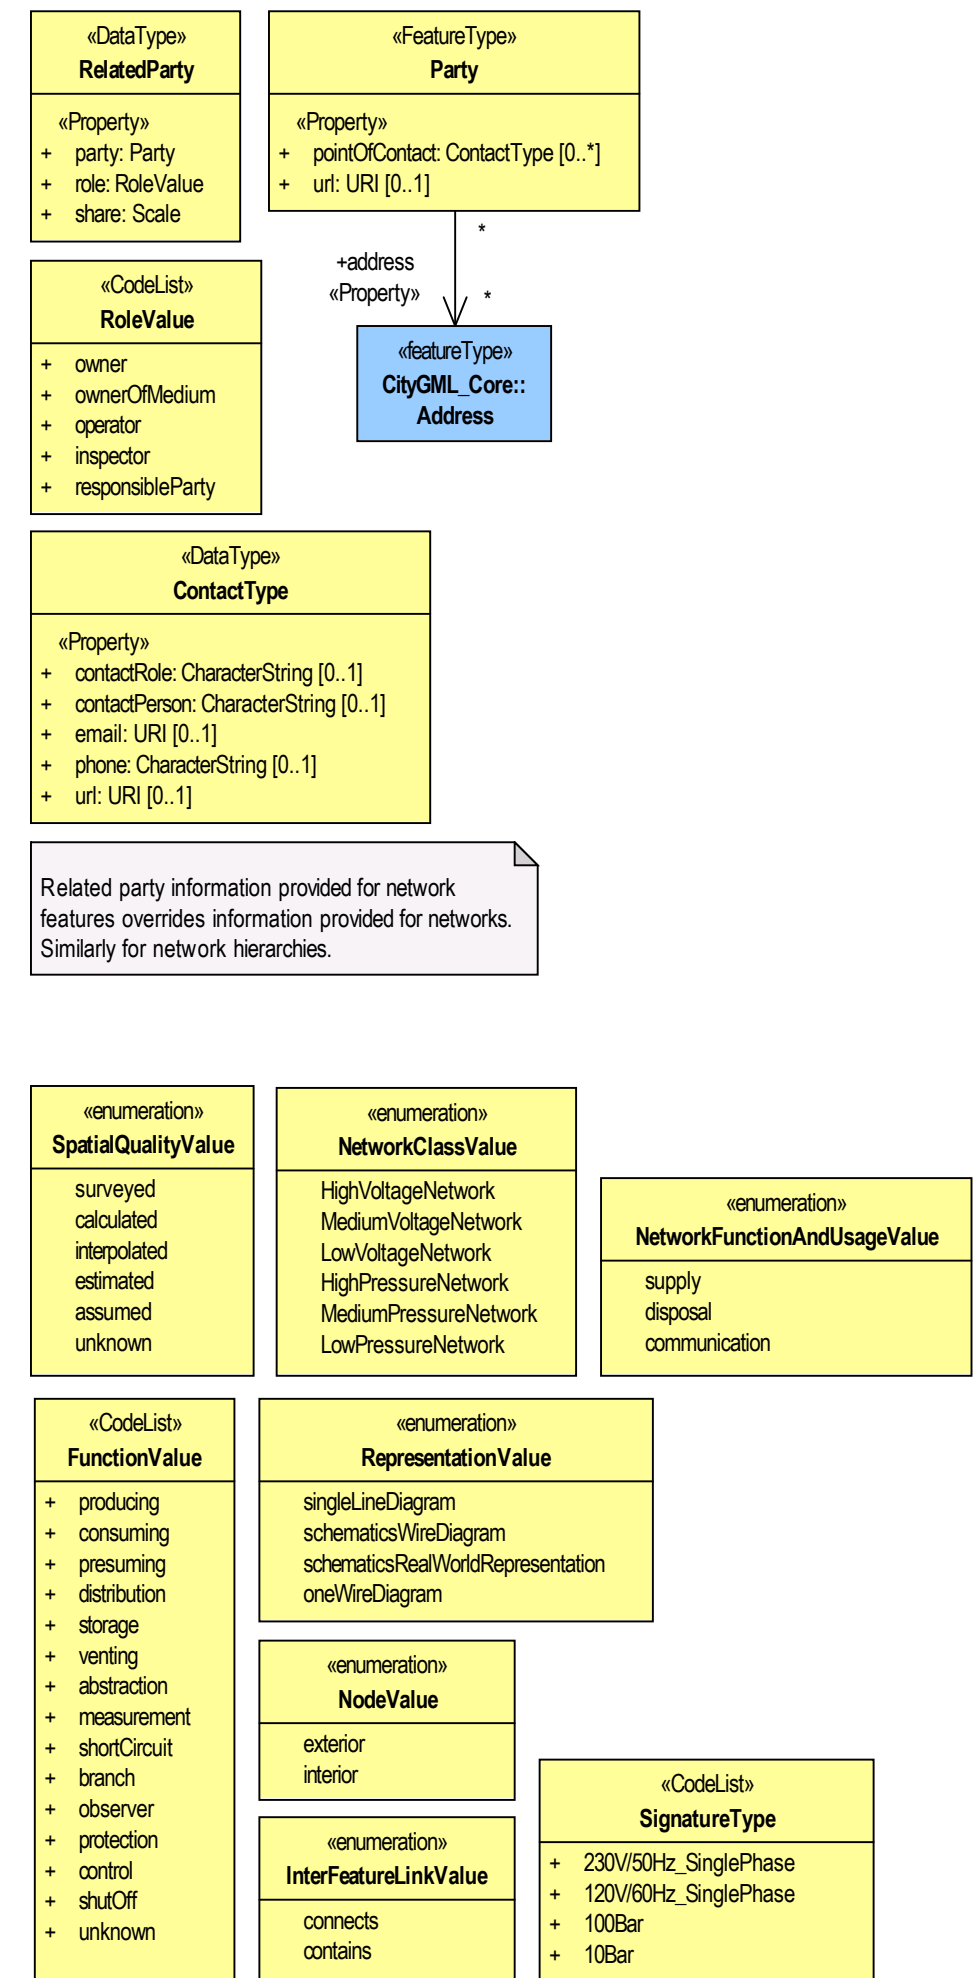 «DataType»
RelatedParty
«Property»
+ party: Party
+ role: RoleValue
+ share: Scale
«FeatureType»
Party
«Property»
+ pointOfContact: ContactType [0..*]
+ url: URI [0..1]
*
+address
«Property»
*
«featureType»
CityGML_Core::
Address
«CodeList»
RoleValue
+ owner
+ ownerOfMedium
+ operator
+ inspector
+ responsibleParty
«DataType»
ContactType
«Property»
+ contactRole: CharacterString [0..1]
+ contactPerson: CharacterString [0..1]
+ email: URI [0..1]
+ phone: CharacterString [0..1]
+ url: URI [0..1]
Related party information provided for network
features overrides information provided for networks.
Similarly for network hierarchies.
«enumeration»
SpatialQualityValue
surveyed
calculated
interpolated
estimated
assumed
unknown
«enumeration»
NetworkClassValue
HighVoltageNetwork
MediumVoltageNetwork
LowVoltageNetwork
HighPressureNetwork
MediumPressureNetwork
LowPressureNetwork
«enumeration»
NetworkFunctionAndUsageValue
supply
disposal
communication
«CodeList»
FunctionValue
+ producing
+ consuming
+ presuming
+ distribution
+ storage
+ venting
+ abstraction
+ measurement
+ shortCircuit
+ branch
+ observer
+ protection
+ control
+ shutOff
+ unknown
«enumeration»
RepresentationValue
singleLineDiagram
schematicsWireDiagram
schematicsRealWorldRepresentation
oneWireDiagram
«enumeration»
NodeValue
exterior
interior
«enumeration»
InterFeatureLinkValue
connects
contains
«CodeList»
SignatureType
+ 230V/50Hz_SinglePhase
+ 120V/60Hz_SinglePhase
+ 100Bar
+ 10Bar